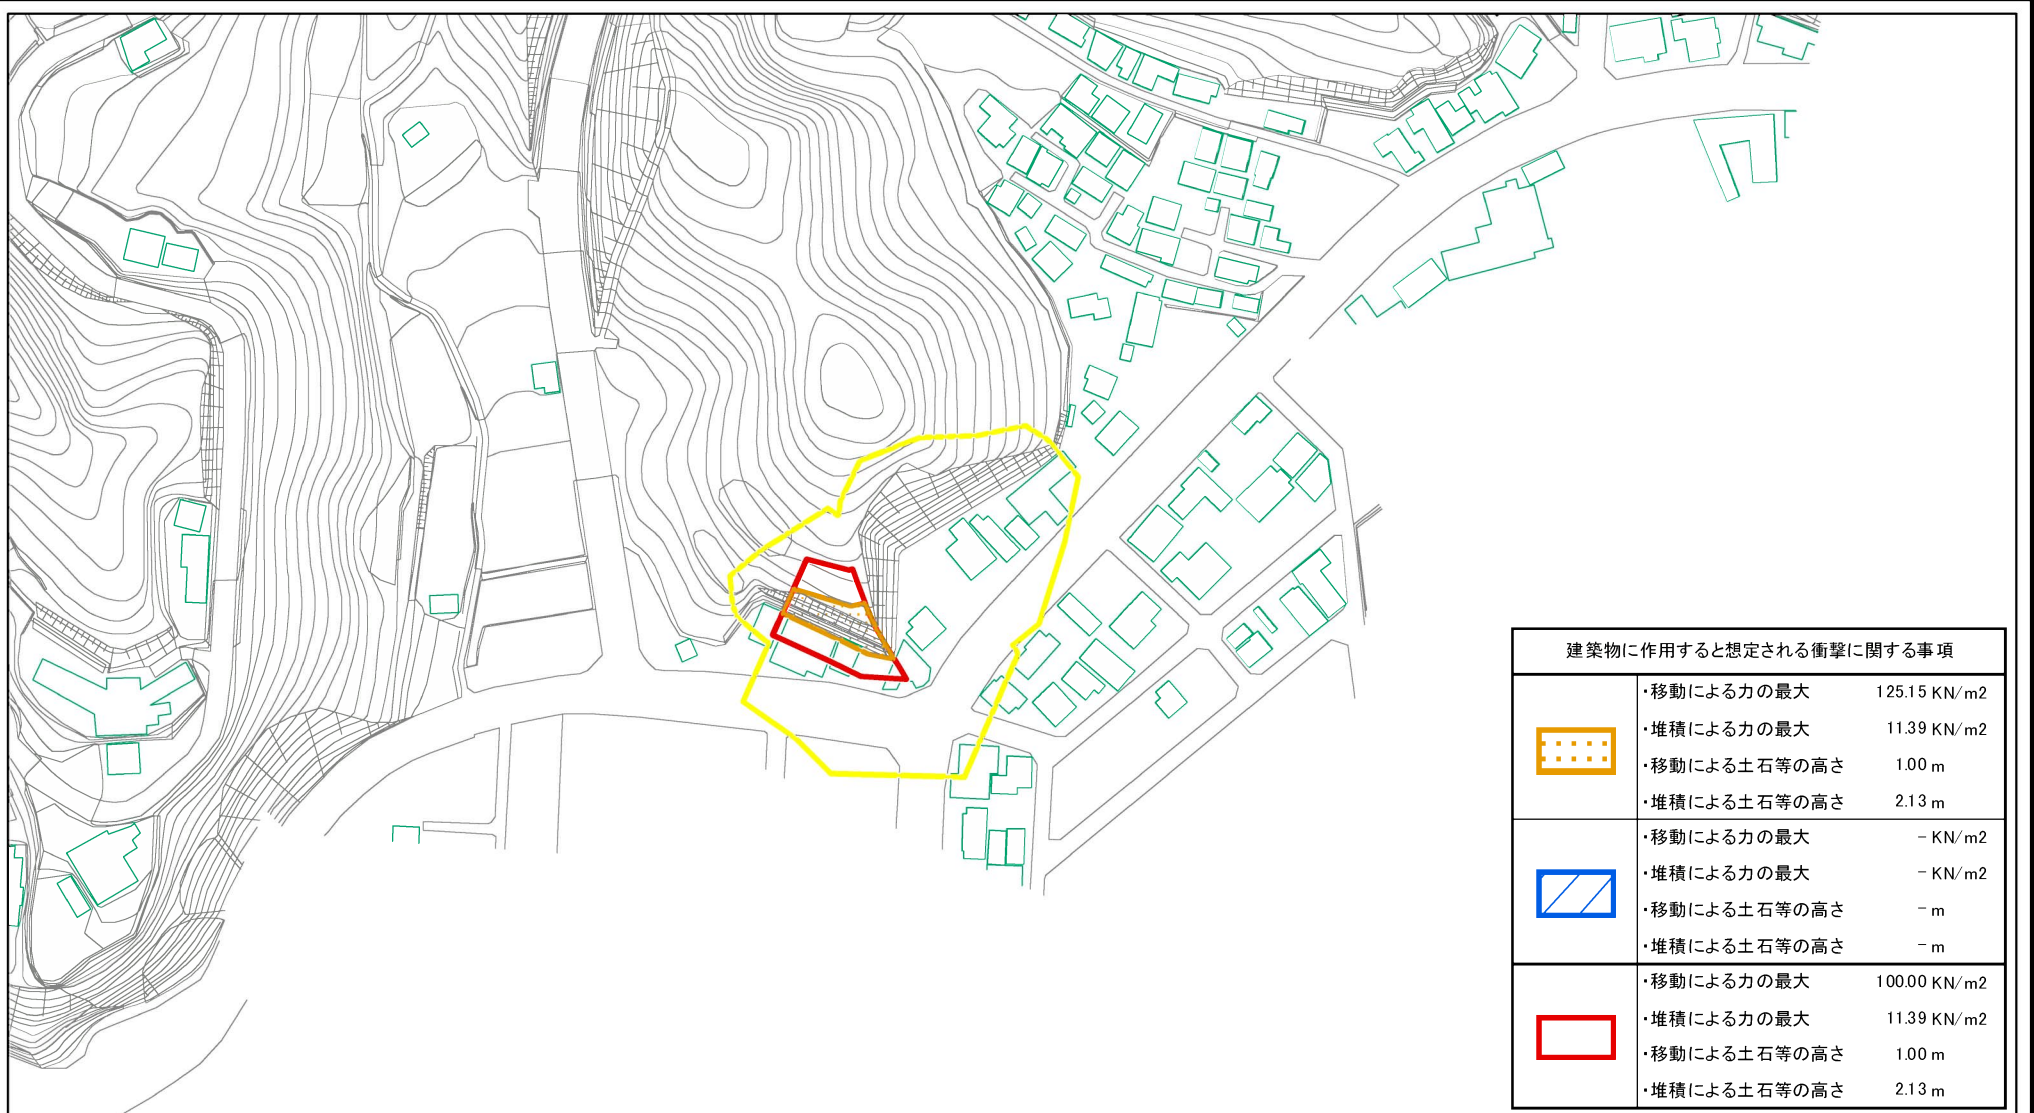 建築物に作用すると想定される衝撃に関する事項
・移動による力の最大 125.15 KN/m2
・堆積による力の最大 11.39 KN/m2
・移動による土石等の高さ 1.00 m
・堆積による土石等の高さ 2.13 m
・移動による力の最大 - KN/m2
・堆積による力の最大 - KN/m2
・移動による土石等の高さ - m
・堆積による土石等の高さ - m
・移動による力の最大 100.00 KN/m2
・堆積による力の最大 11.39 KN/m2
・移動による土石等の高さ 1.00 m
・堆積による土石等の高さ 2.13 m